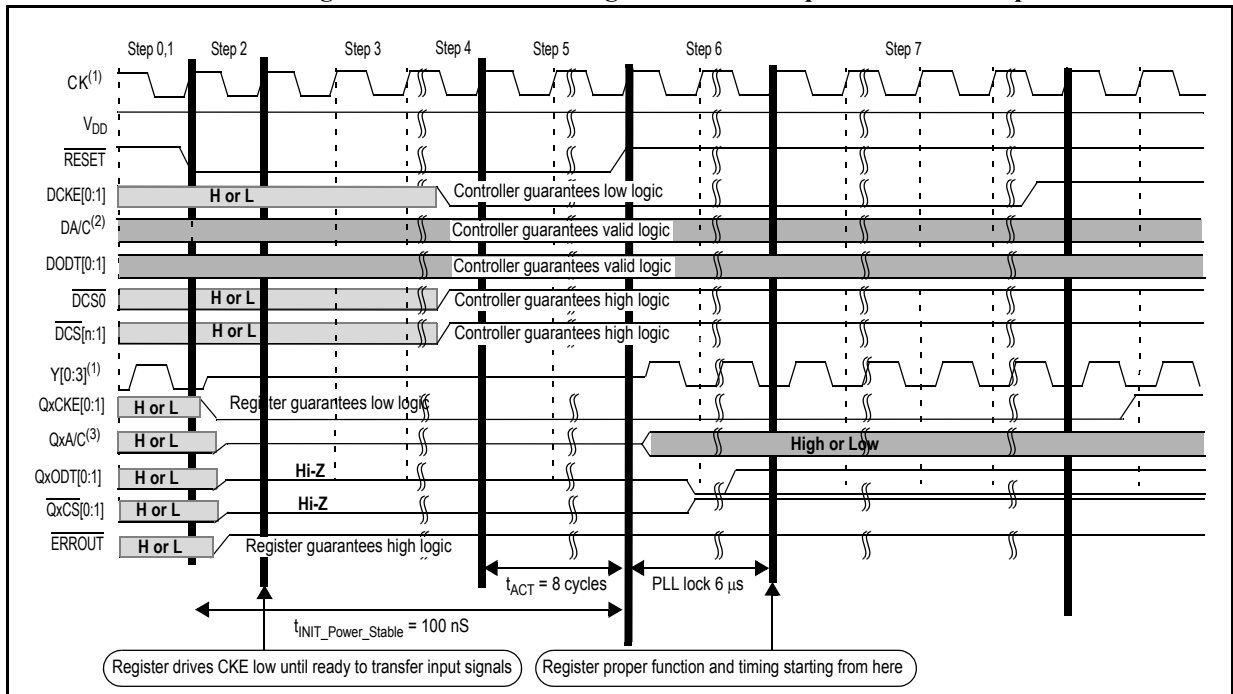 Step 0,1 Step 2 Step 3 Step 4 Step 5 Step 6 Step 7
CK(1)
VDD
RESET
DCKE[0:1] H or L Controller guarantees low logic
DA/C(2) Controller guarantees valid logic
DODT[0:1] Controller guarantees valid logic
DCS0 H or L Controller guarantees high logic
DCS[n:1] H or L Controller guarantees high logic
Y[0:3](1)
QxCKE[0:1] H or L Register guarantees low logic
QxA/C(3) H or L High or Low
QxODT[0:1] H or L Hi-Z
QxCS[0:1] H or L Hi-Z
ERROUT H or L Register guarantees high logic
tACT = 8 cycles PLL lock 6 μs
tINIT_Power_Stable = 100 nS
Register drives CKE low until ready to transfer input signals Register proper function and timing starting from here